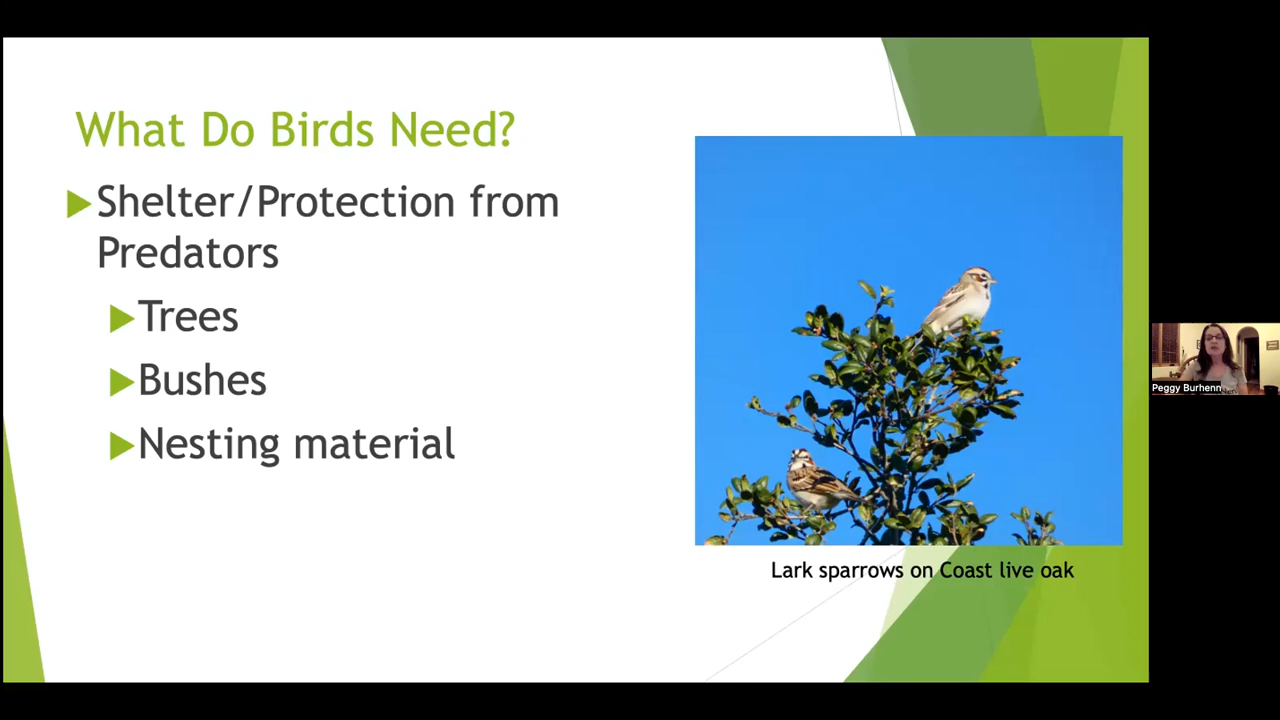 What Do Birds Need?
Shelter/Protection from
Predators
Trees
Bushes
Nesting material
Lark sparrows on Coast live oak
Peggy Burhenn